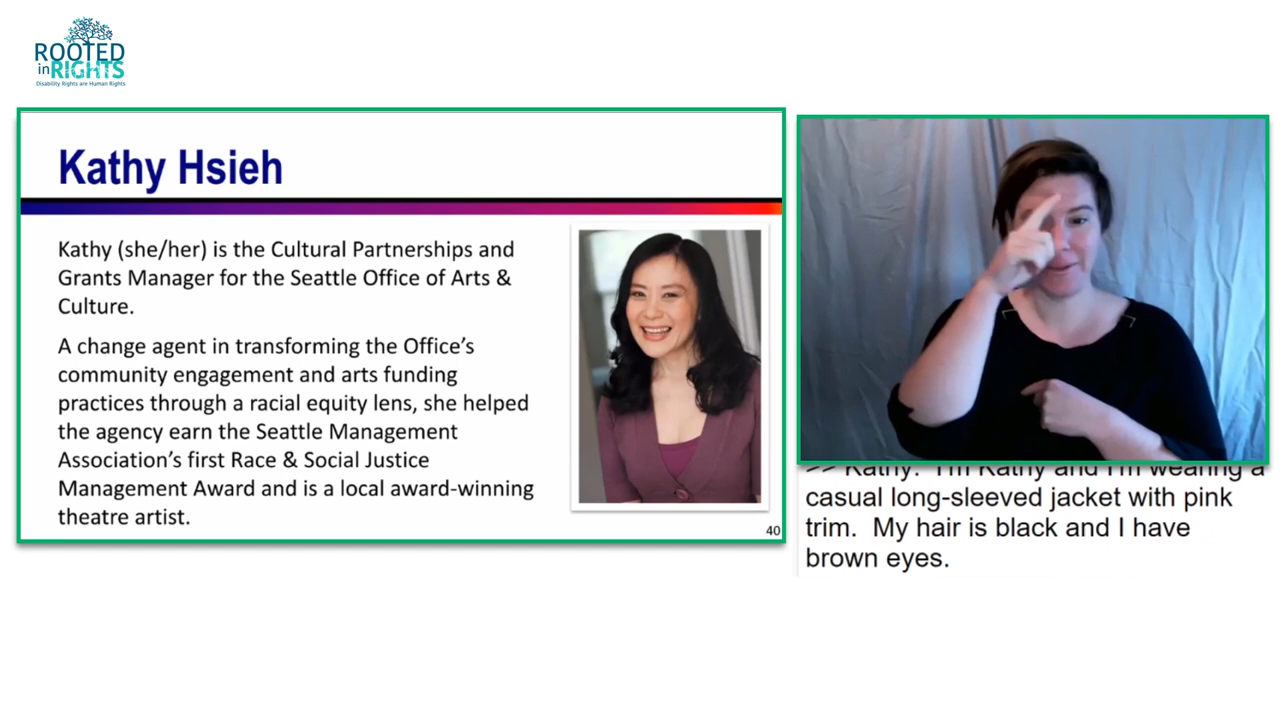 ROOTED
in RIGHTS
Disability Rights are Human Rights
Kathy Hsieh
Kathy (she/her) is the Cultural Partnerships and
Grants Manager for the Seattle Office of Arts &
Culture.
A change agent in transforming the Office's
community engagement and arts funding
practices through a racial equity lens, she helped
the agency earn the Seattle Management
Association's first Race & Social Justice
Management Award and is a local award-winning
theatre artist.
40
>> Kathy: I'm Kathy and I'm wearing a
casual long-sleeved jacket with pink
trim.  My hair is black and I have
brown eyes.